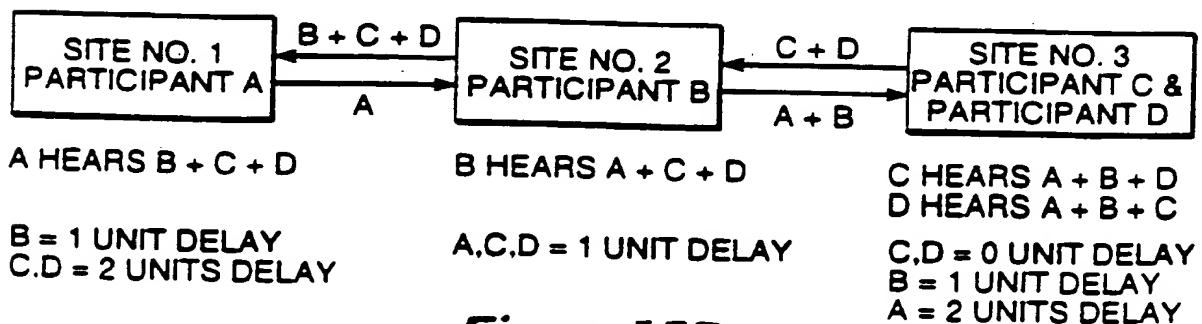 SITE NO. 1
PARTICIPANT A
B + C + D
A
SITE NO. 2
PARTICIPANT B
C + D
A + B
SITE NO. 3
PARTICIPANT C &
PARTICIPANT D
A HEARS B + C + D
B = 1 UNIT DELAY
C,D = 2 UNITS DELAY
B HEARS A + C + D
A,C,D = 1 UNIT DELAY
C HEARS A + B + D
D HEARS A + B + C
C,D = 0 UNIT DELAY
B = 1 UNIT DELAY
A = 2 UNITS DELAY